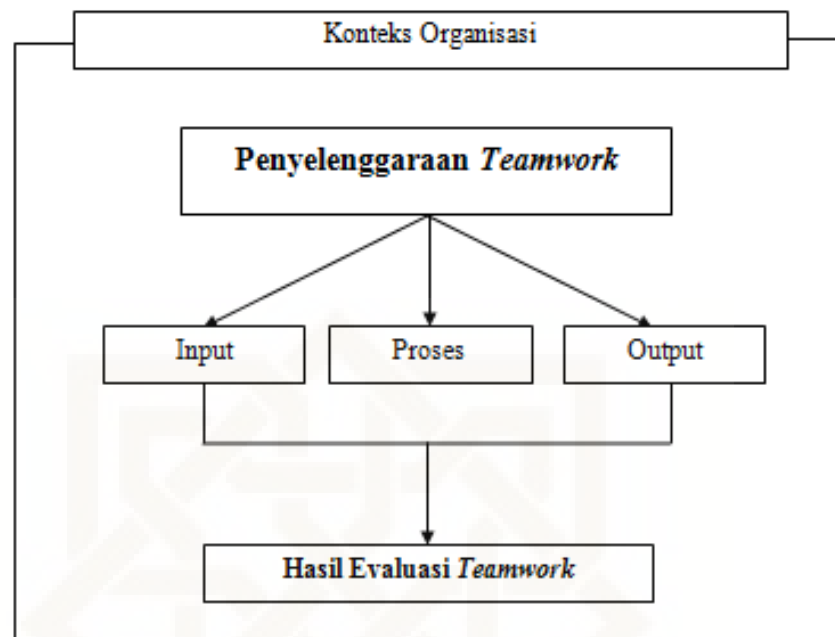 Konteks Organisasi
Penyelenggaraan Teamwork
Input
Proses
Output
Hasil Evaluasi Teamwork